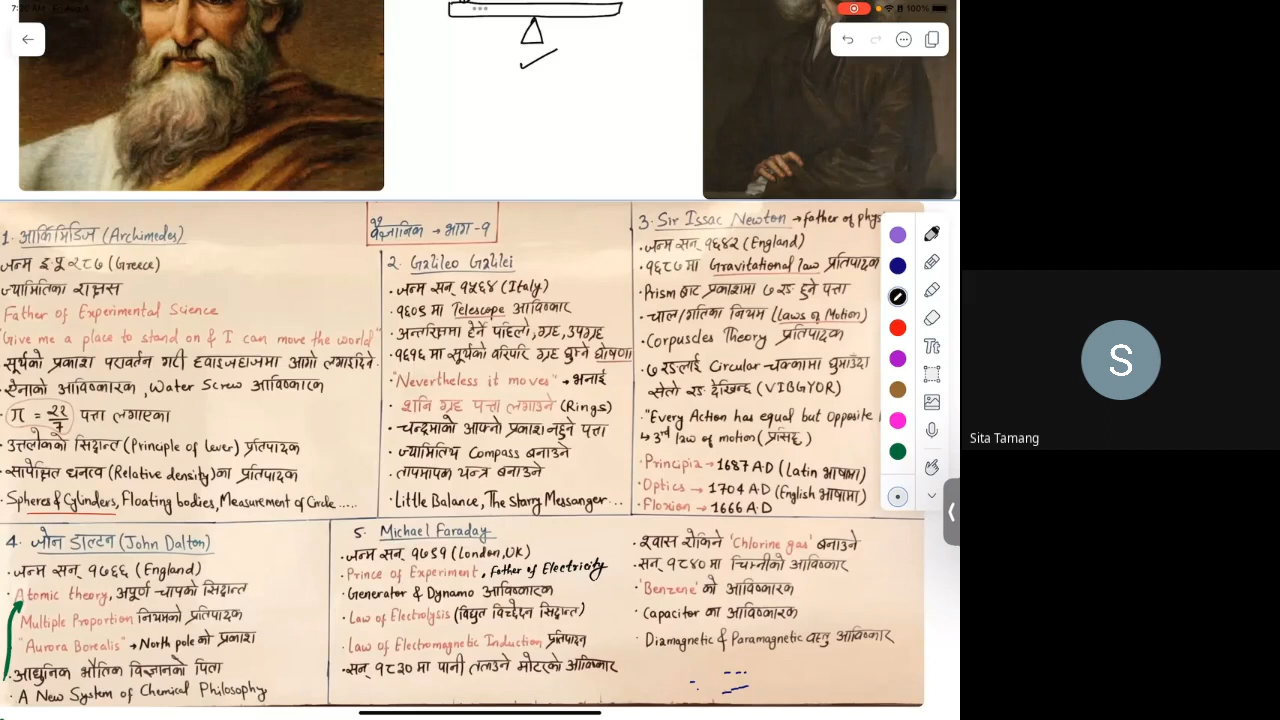 100%
वैज्ञानिक → भाग-१
1. आर्किमिडिज (Archimedes)
जन्म ई पू २८७ (Greece)
ज्यामितिका राक्षस
Father of Experimental Science
"Give me a place to stand on & I can move the world"
सूर्यको प्रकाश परावर्तन गरी हवाइजहाजमा आगो लगाइदिने
ऐनाको आविष्कारक, Water Screw आविष्कारक
π = २२/7 पत्ता लगाएका
उत्तोलोकको सिद्धान्त (Principle of lever) प्रतिपादक
सापेक्षित घनत्व (Relative density) का प्रतिपादक
Spheres & Cylinders, Floating bodies, Measurement of Circle .....
2. Galileo Galilei
जन्म सन् १५६४ (Italy)
१६०९ मा Telescope आविष्कार
अन्तरिक्षमा हेर्ने पहिलो, ग्रह, उपग्रह
१६१६ मा सूर्यको वरिपरि ग्रह घुम्ने घोषणा
"Nevertheless it moves" → भनाई
शनि ग्रह पत्ता लगाउने (Rings)
चन्द्रमाको आफ्नो प्रकाश नहुने पत्ता
ज्यामितिय Compass बनाउने
तापमापक यन्त्र बनाउने
Little Balance, The Starry Messanger ...
3. Sir Issac Newton → father of phys
जन्म सन् १६४२ (England)
१६८७ मा Gravitational law प्रतिपादक
Prism बाट प्रकाशमा ७ रङ हुने पत्ता
चाल/गतिका नियम (Laws of Motion)
Corpuscles Theory प्रतिपादक
७ रङलाई Circular चक्कामा घुमाउँदा
सेतो रङ देखिन्छ (VIBGYOR)
"Every Action has equal but Opposite
↳ 3rd law of motion (प्रसिद्ध)
Principia → 1687 A.D (Latin भाषामा)
Optics → 1704 A.D (English भाषामा)
Floxion → 1666 A.D
4. जोन डाल्टन (John Dalton)
जन्म सन् १७६६ (England)
Atomic theory, अपूर्ण चापको सिद्धान्त
Multiple Proportion नियमको प्रतिपादक
"Aurora Borealis" → North pole को प्रकाश
आधुनिक भौतिक विज्ञानको पिता
A New System of Chemical Philosophy
5. Michael Faraday
जन्म सन् १७९१ (London, UK)
Prince of Experiment, Father of Electricity
Generator & Dynamo आविष्कारक
Law of Electrolysis (विद्युत विच्छेदन सिद्धान्त)
Law of Electromagnetic Induction प्रतिपादन
सन् १८३० मा पानी तताउने मोटरको आविष्कार
श्वास रोकिने 'Chlorine gas' बनाउने
सन् १८४० मा चिम्नीको आविष्कार
'Benzene' को आविष्कारक
Capacitor का आविष्कारक
Diamagnetic & Paramagnetic वस्तु आविष्कार
Tt
S
Sita Tamang